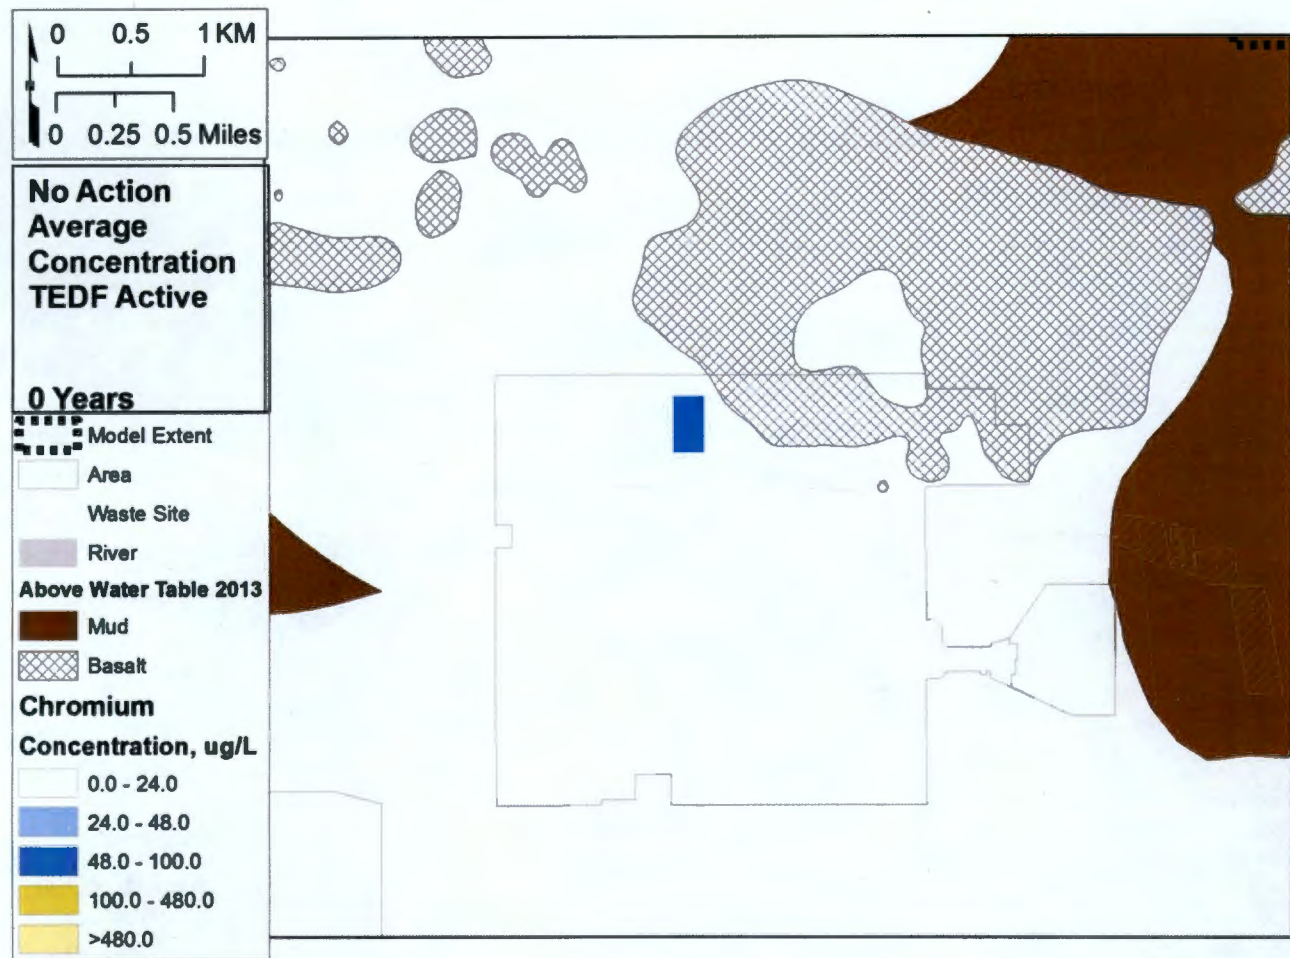 0 0.5 1 KM
0 0.25 0.5 Miles
No Action
Average
Concentration
TEDF Active
0 Years
Model Extent
Area
Waste Site
River
Above Water Table 2013
Mud
Basalt
Chromium
Concentration, ug/L
0.0 - 24.0
24.0 - 48.0
48.0 - 100.0
100.0 - 480.0
>480.0